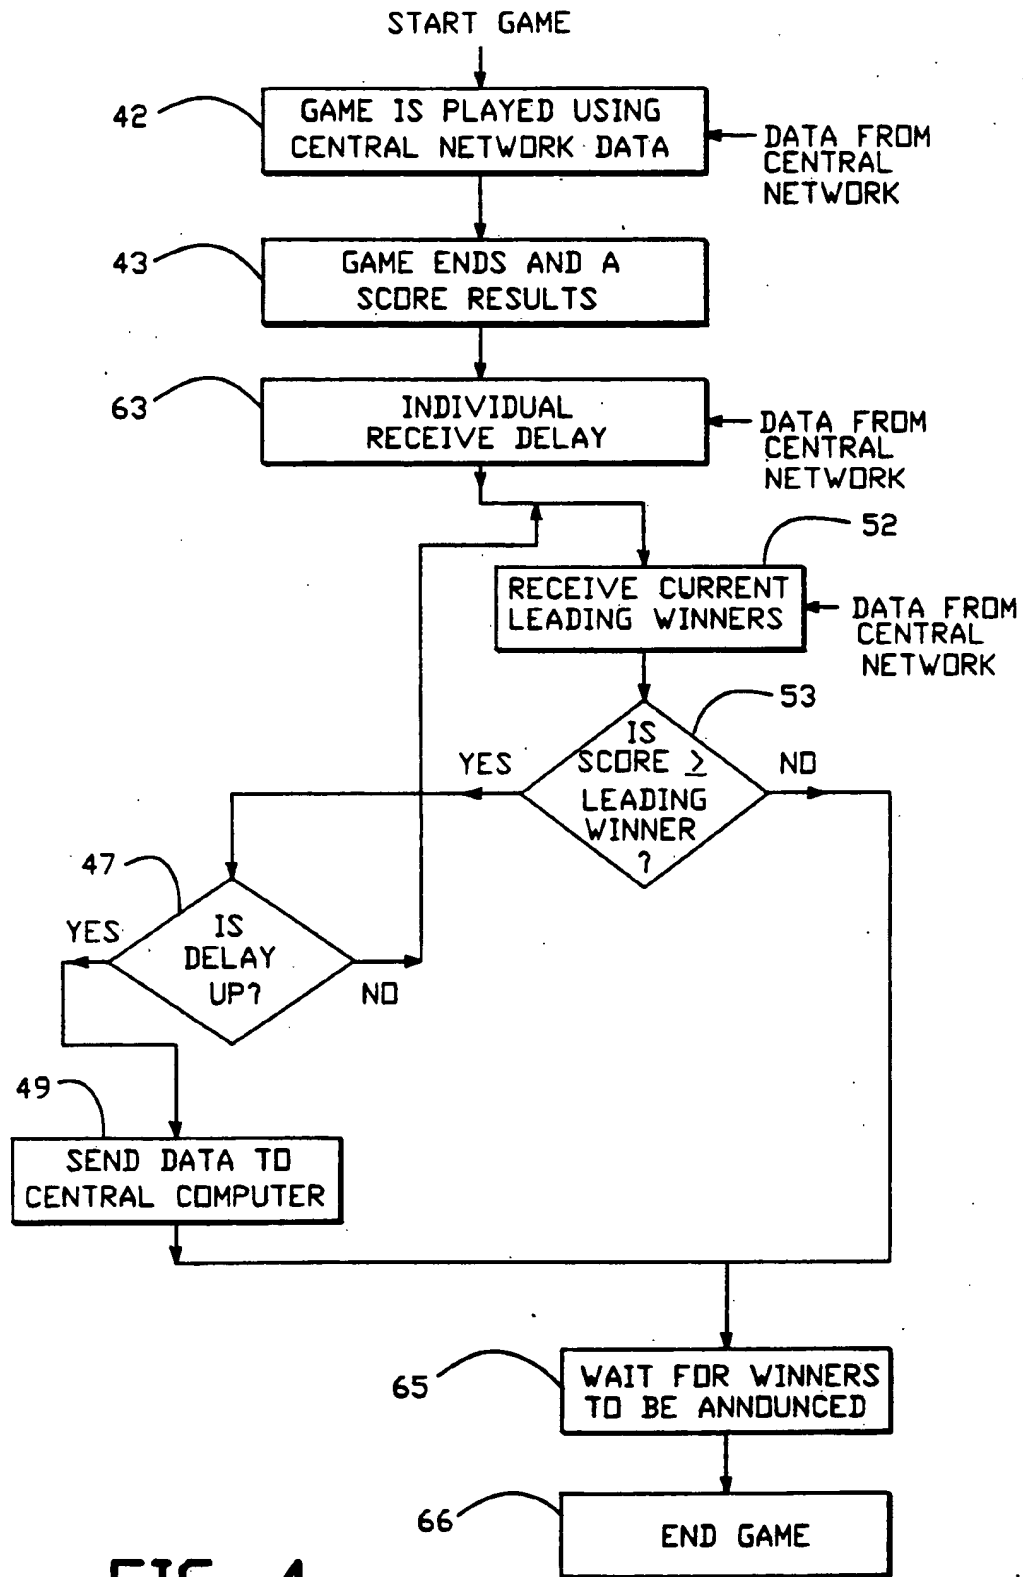 START GAME
42
GAME IS PLAYED USING
CENTRAL NETWORK DATA
DATA FROM
CENTRAL
NETWORK
43
GAME ENDS AND A
SCORE RESULTS
63
INDIVIDUAL
RECEIVE DELAY
DATA FROM
CENTRAL
NETWORK
52
RECEIVE CURRENT
LEADING WINNERS
DATA FROM
CENTRAL
NETWORK
53
IS
SCORE ≥
LEADING
WINNER
?
YES
NO
47
IS
DELAY
UP?
YES
NO
49
SEND DATA TO
CENTRAL COMPUTER
65
WAIT FOR WINNERS
TO BE ANNOUNCED
66
END GAME
FIG. 4